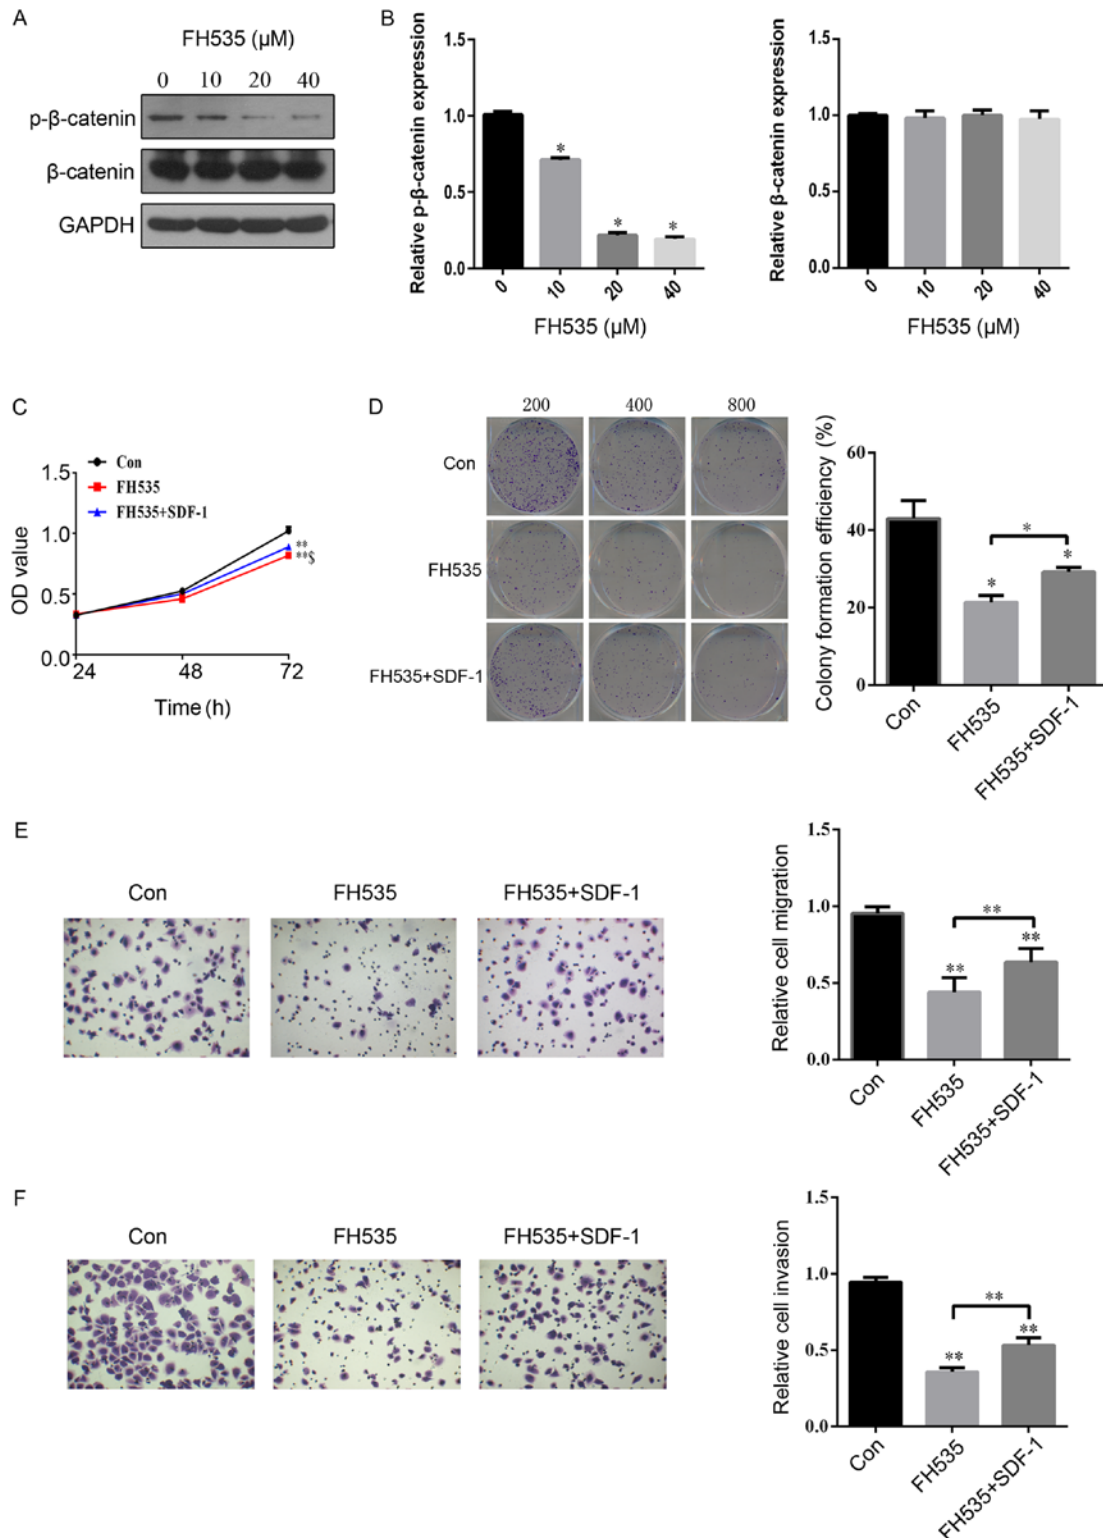 A
FH535 (μM)
0 10 20 40
p-β-catenin
β-catenin
GAPDH
B
Relative p-β-catenin expression
1.5
1.0
0.5
0.0
*
*
*
0 10 20 40
FH535 (μM)
Relative β-catenin expression
1.5
1.0
0.5
0.0
0 10 20 40
FH535 (μM)
C
OD value
1.5
1.0
0.5
0.0
Con
FH535
FH535+SDF-1
**
**$
24 48 72
Time (h)
D
200 400 800
Con
FH535
FH535+SDF-1
Colony formation efficiency (%)
60
40
20
0
*
*
*
Con
FH535
FH535+SDF-1
E
Con FH535 FH535+SDF-1
Relative cell migration
1.5
1.0
0.5
0.0
**
**
**
Con
FH535
FH535+SDF-1
F
Con FH535 FH535+SDF-1
Relative cell invasion
1.5
1.0
0.5
0.0
**
**
**
Con
FH535
FH535+SDF-1